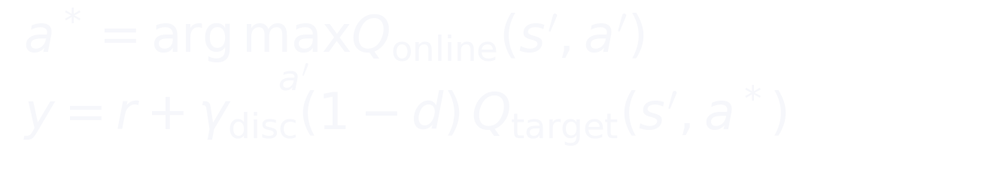 a* = arg max Q_online(s′, a′)
a′
y = r + γ_disc(1 − d) Q_target(s′, a*)